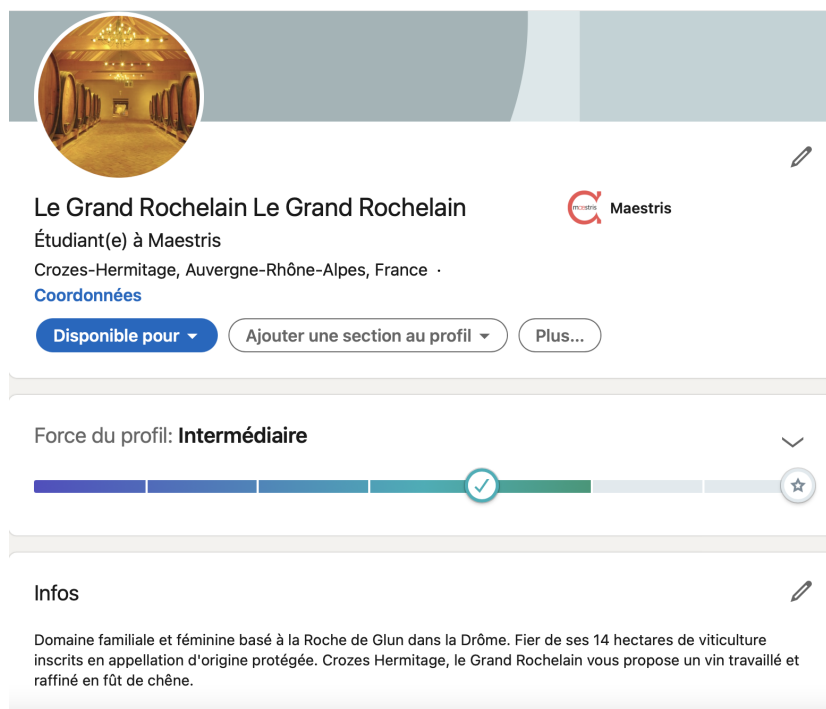 Le Grand Rochelain Le Grand Rochelain
maestris
Maestris
Étudiant(e) à Maestris
Crozes-Hermitage, Auvergne-Rhône-Alpes, France ·
Coordonnées
Disponible pour
Ajouter une section au profil
Plus...
Force du profil: Intermédiaire
Infos
Domaine familiale et féminine basé à la Roche de Glun dans la Drôme. Fier de ses 14 hectares de viticulture
inscrits en appellation d'origine protégée. Crozes Hermitage, le Grand Rochelain vous propose un vin travaillé et
raffiné en fût de chêne.